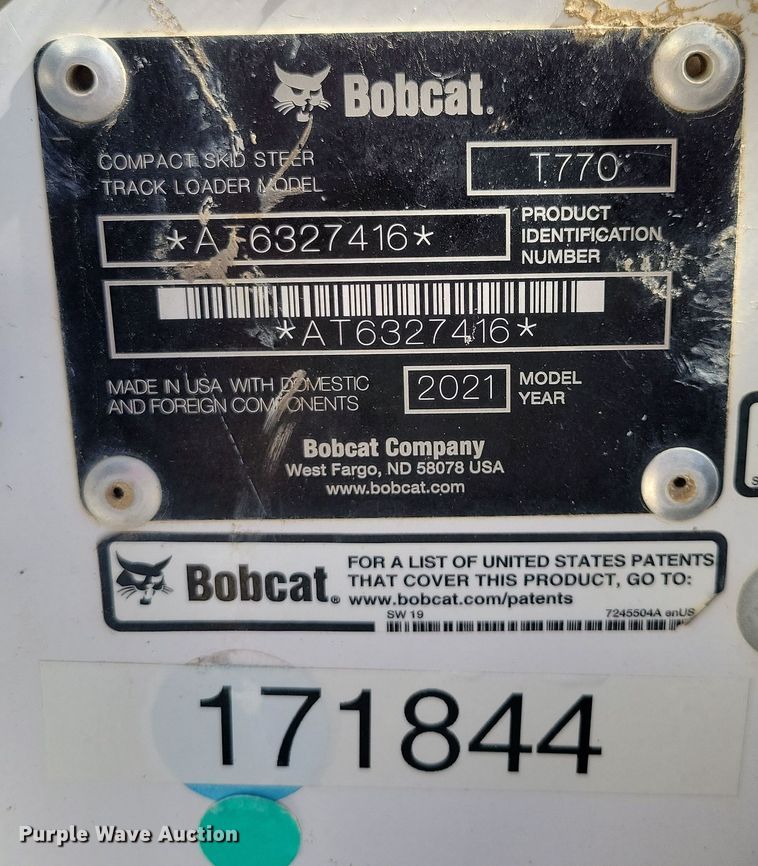 Bobcat.
COMPACT SKID STEER
TRACK LOADER MODEL
T770
*AT6327416*
PRODUCT
IDENTIFICATION
NUMBER
*AT6327416*
MADE IN USA WITH DOMESTIC
AND FOREIGN COMPONENTS
2021
MODEL
YEAR
Bobcat Company
West Fargo, ND 58078 USA
www.bobcat.com
Bobcat®
FOR A LIST OF UNITED STATES PATENTS
THAT COVER THIS PRODUCT, GO TO:
www.bobcat.com/patents
SW 19
7245504A enUS
171844
Purple Wave Auction